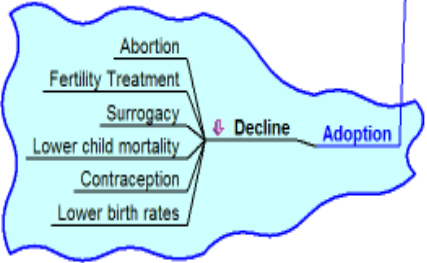 Abortion
Fertility Treatment
Surrogacy
Lower child mortality
Contraception
Lower birth rates
Decline
Adoption